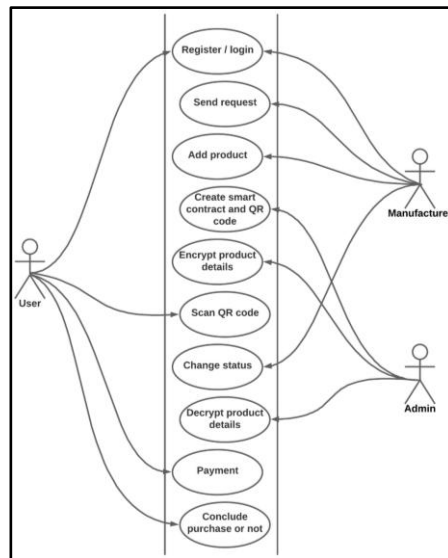 Register / login
Send request
Add product
Create smart
contract and QR
code
Manufacture
Encrypt product
details
User
Scan QR code
Change status
Admin
Decrypt product
details
Payment
Conclude
purchase or not